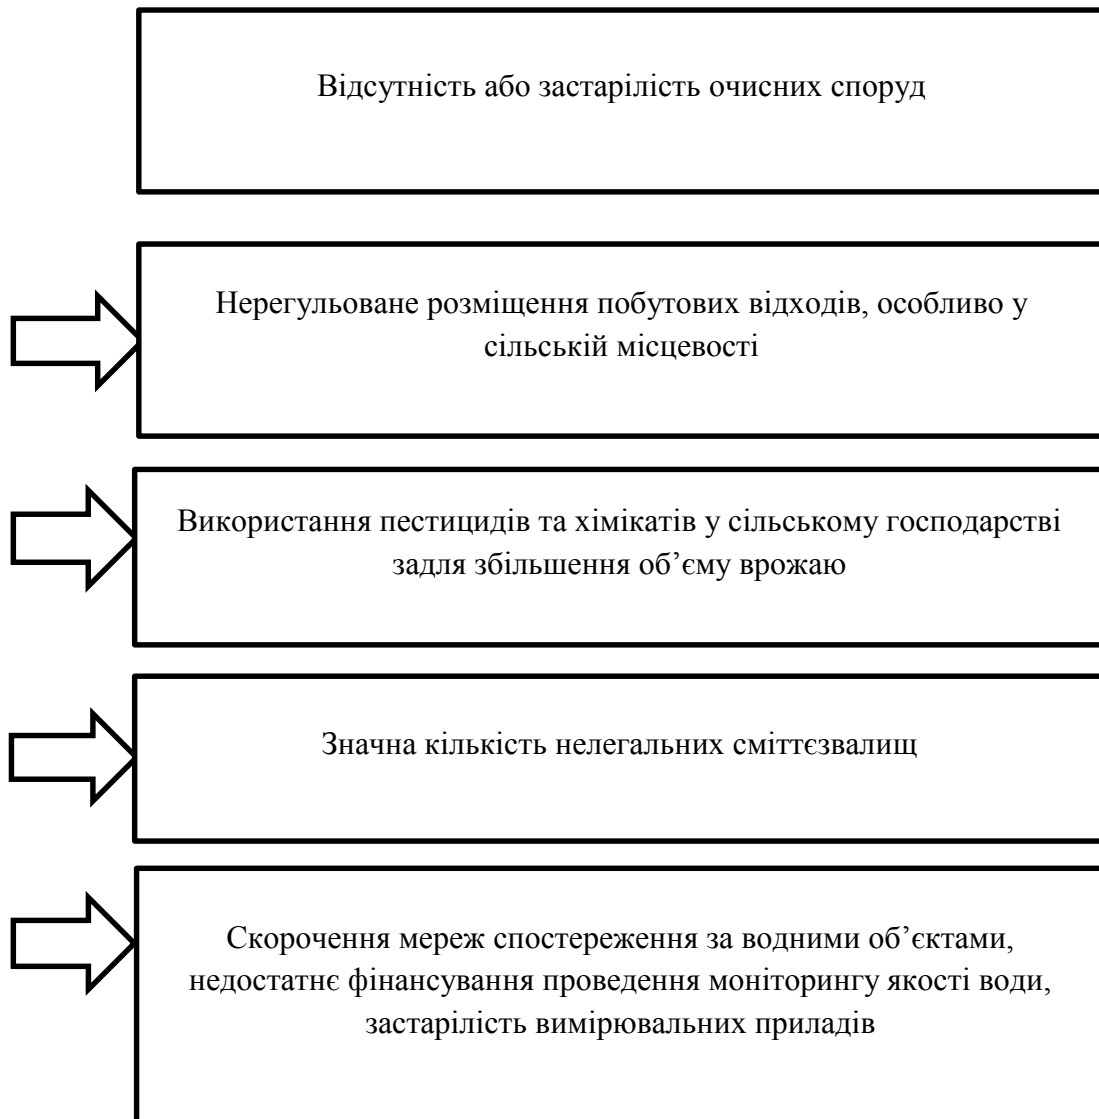 Відсутність або застарілість очисних споруд
Нерегульоване розміщення побутових відходів, особливо у
сільській місцевості
Використання пестицидів та хімікатів у сільському господарстві
задля збільшення об’єму врожаю
Значна кількість нелегальних сміттєзвалищ
Скорочення мереж спостереження за водними об’єктами,
недостатнє фінансування проведення моніторингу якості води,
застарілість вимірювальних приладів